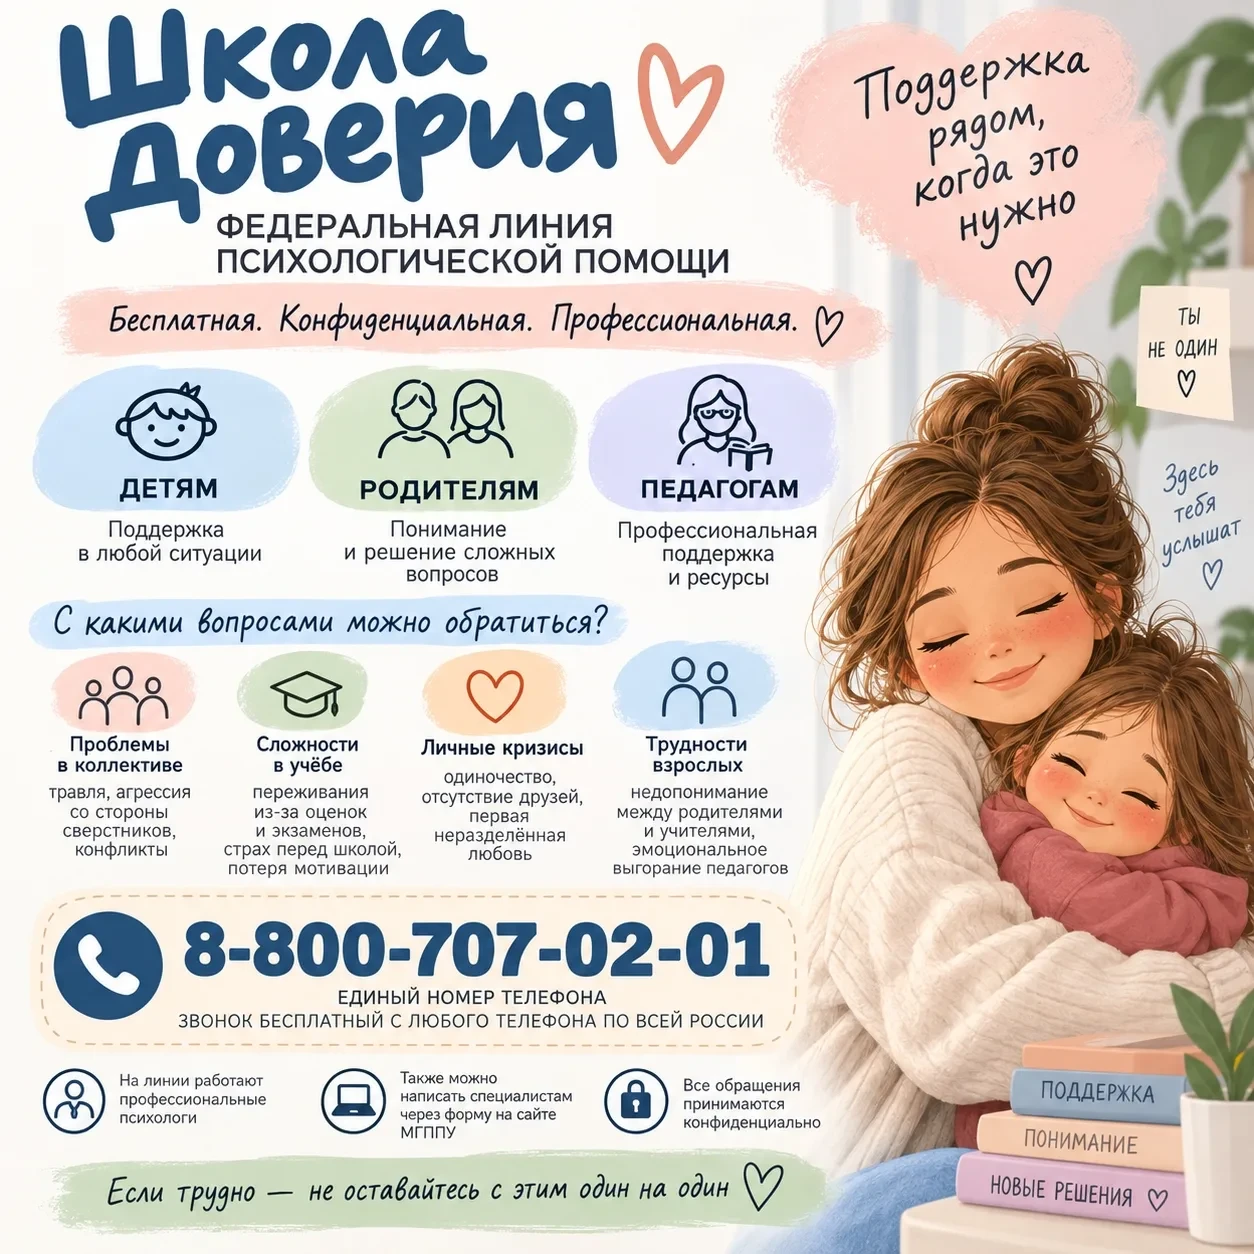 Школа
доверия
ФЕДЕРАЛЬНАЯ ЛИНИЯ
ПСИХОЛОГИЧЕСКОЙ ПОМОЩИ
Бесплатная. Конфиденциальная. Профессиональная.
Поддержка
рядом,
когда это
нужно
ТЫ
НЕ ОДИН
Здесь
тебя
услышат
ДЕТЯМ
Поддержка
в любой ситуации
РОДИТЕЛЯМ
Понимание
и решение сложных
вопросов
ПЕДАГОГАМ
Профессиональная
поддержка
и ресурсы
С какими вопросами можно обратиться?
Проблемы
в коллективе
травля, агрессия
со стороны
сверстников,
конфликты
Сложности
в учёбе
переживания
из-за оценок
и экзаменов,
страх перед школой,
потеря мотивации
Личные кризисы
одиночество,
отсутствие друзей,
первая
неразделённая
любовь
Трудности
взрослых
недопонимание
между родителями
и учителями,
эмоциональное
выгорание педагогов
8-800-707-02-01
ЕДИНЫЙ НОМЕР ТЕЛЕФОНА
ЗВОНОК БЕСПЛАТНЫЙ С ЛЮБОГО ТЕЛЕФОНА ПО ВСЕЙ РОССИИ
На линии работают
профессиональные
психологи
Также можно
написать специалистам
через форму на сайте
МГППУ
Все обращения
принимаются
конфиденциально
Если трудно — не оставайтесь с этим один на один
ПОДДЕРЖКА
ПОНИМАНИЕ
НОВЫЕ РЕШЕНИЯ